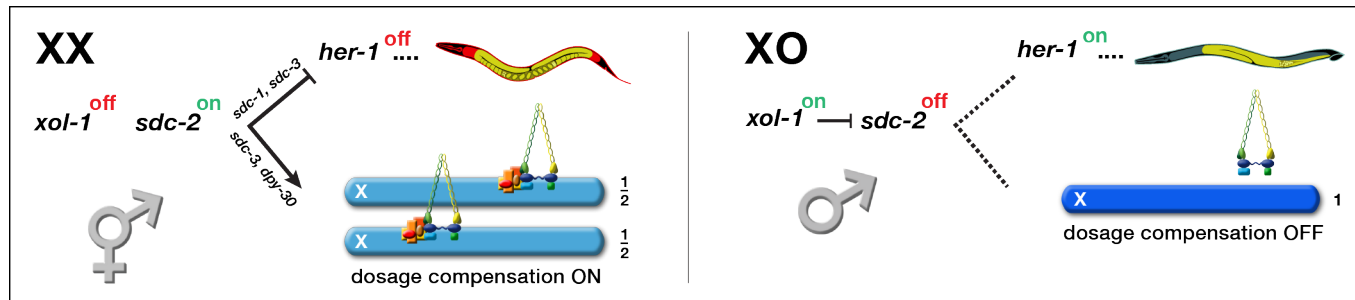 XX
her-1 off ....
xol-1 off sdc-2 on
sdc-1, sdc-3
sdc-3, dpy-30
X 1/2
X 1/2
dosage compensation ON
XO
her-1 on ....
xol-1 on sdc-2 off
X 1
dosage compensation OFF